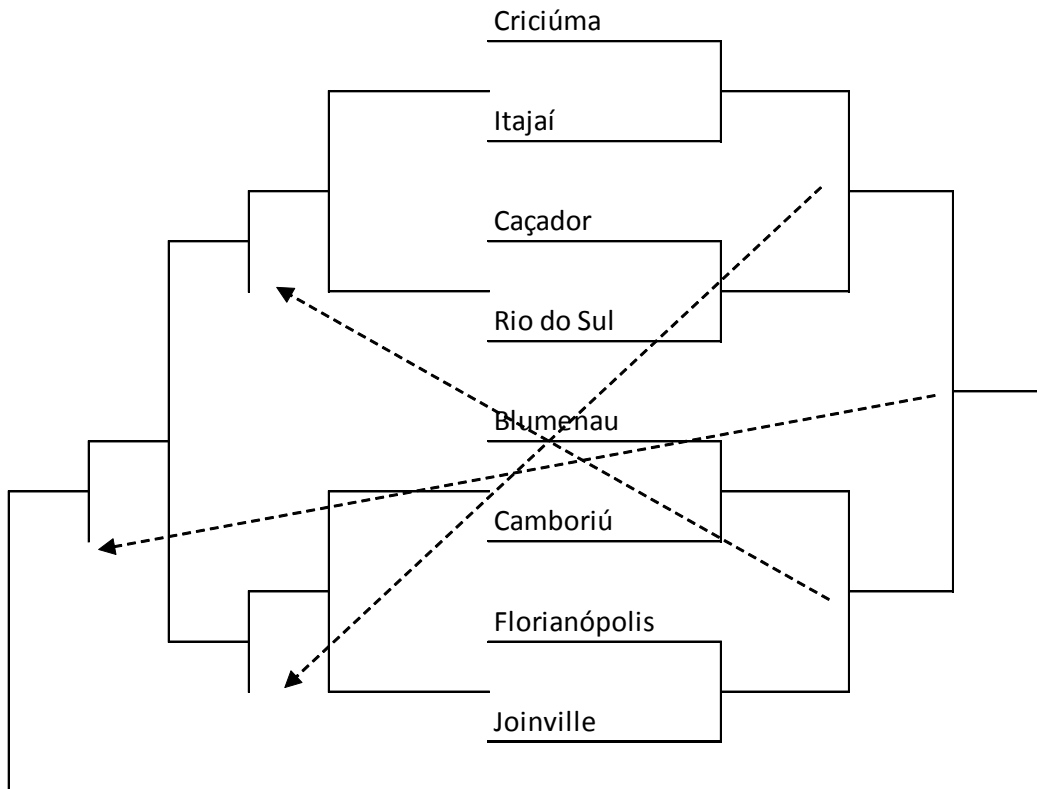 Criciúma
Itajaí
Caçador
Rio do Sul
Blumenau
Camboriú
Florianópolis
Joinville